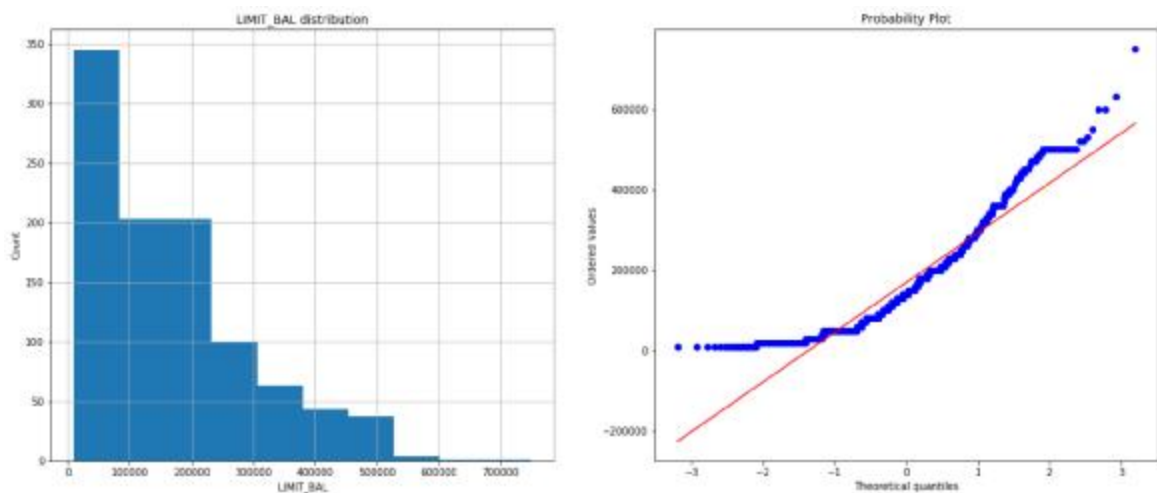 LIMIT_BAL distribution
350
300
250
200
150
100
50
0
Count
0 100000 200000 300000 400000 500000 600000 700000
LIMIT_BAL
Probability Plot
600000
400000
200000
0
−200000
Ordered Values
−3 −2 −1 0 1 2 3
Theoretical quantiles